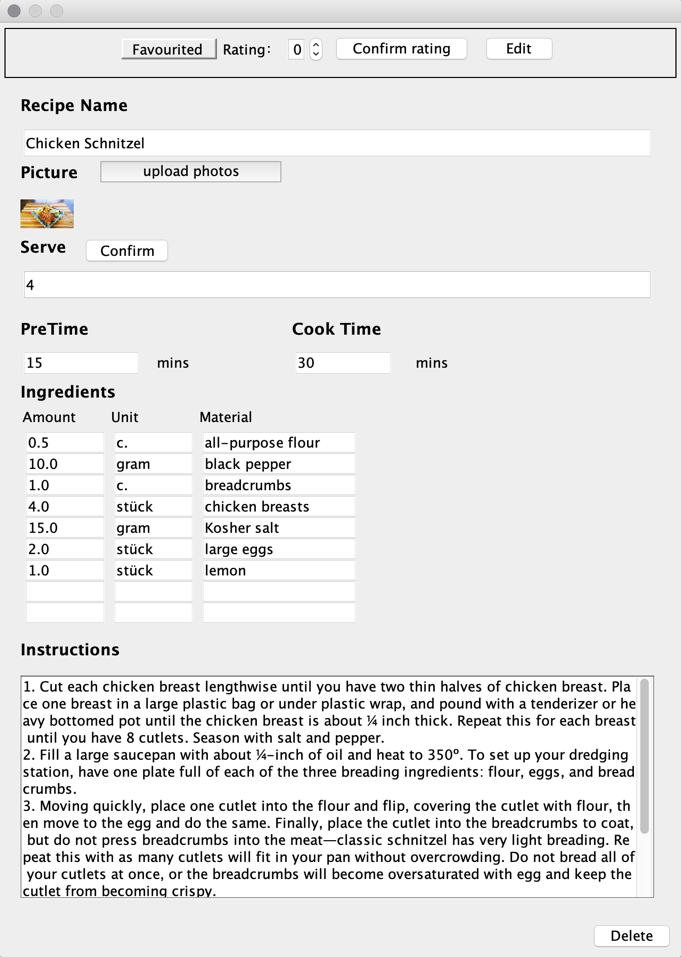 Favourited Rating: 0 Confirm rating Edit
Recipe Name
Chicken Schnitzel
Picture upload photos
Serve Confirm
4
PreTime Cook Time
15 mins 30 mins
Ingredients
Amount Unit Material
0.5 c. all-purpose flour
10.0 gram black pepper
1.0 c. breadcrumbs
4.0 stück chicken breasts
15.0 gram Kosher salt
2.0 stück large eggs
1.0 stück lemon
Instructions
1. Cut each chicken breast lengthwise until you have two thin halves of chicken breast. Pla
ce one breast in a large plastic bag or under plastic wrap, and pound with a tenderizer or he
avy bottomed pot until the chicken breast is about ¼ inch thick. Repeat this for each breast
until you have 8 cutlets. Season with salt and pepper.
2. Fill a large saucepan with about ¼-inch of oil and heat to 350º. To set up your dredging
station, have one plate full of each of the three breading ingredients: flour, eggs, and bread
crumbs.
3. Moving quickly, place one cutlet into the flour and flip, covering the cutlet with flour, th
en move to the egg and do the same. Finally, place the cutlet into the breadcrumbs to coat,
but do not press breadcrumbs into the meat—classic schnitzel has very light breading. Re
peat this with as many cutlets will fit in your pan without overcrowding. Do not bread all of
your cutlets at once, or the breadcrumbs will become oversaturated with egg and keep the
cutlet from becoming crispy.
Delete